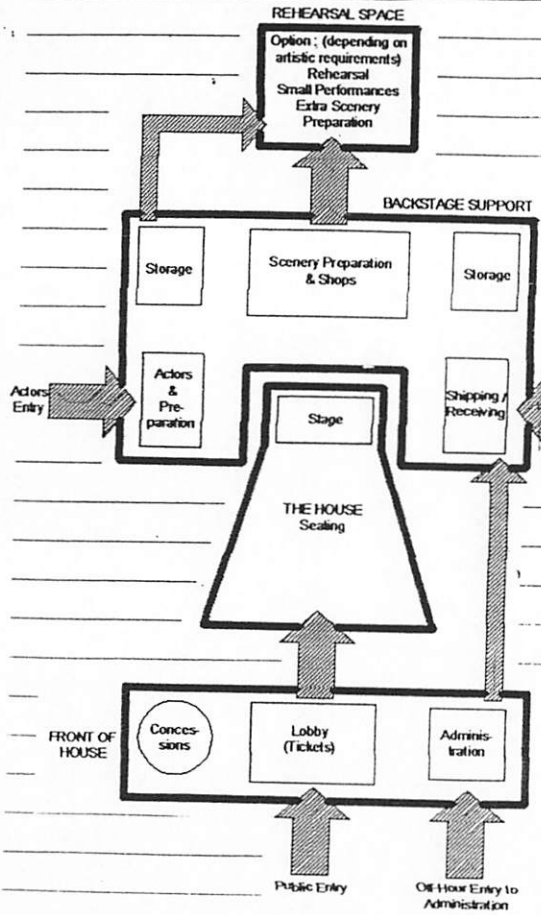 REHEARSAL SPACE
Option ; (depending on
artistic requirements)
Rehearsal
Small Performances
Extra Scenery
Preparation
BACKSTAGE SUPPORT
Storage
Scenery Preparation
& Shops
Storage
Actors
Entry
Actors
&
Pre-
paration
Shipping /
Receiving
Stage
THE HOUSE
Seating
FRONT OF
HOUSE
Conces-
sions
Lobby
(Tickets)
Adminis-
tration
Public Entry
Off-Hour Entry to
Administration